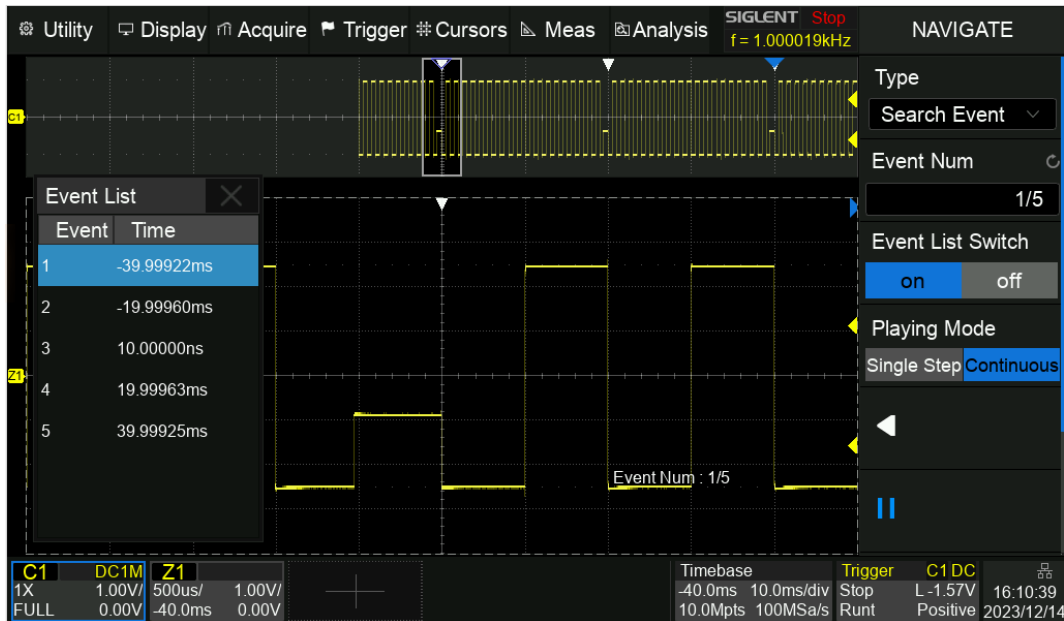 Utility Display Acquire Trigger Cursors Meas Analysis
SIGLENT Stop
f = 1.000019kHz
NAVIGATE
Type
Search Event
Event Num
1/5
Event List Switch
on off
Playing Mode
Single Step Continuous
C1
Event List
Event Time
1 -39.99922ms
2 -19.99960ms
3 10.00000ns
4 19.99963ms
5 39.99925ms
Z1
Event Num : 1/5
C1 DC1M
1X 1.00V/
FULL 0.00V
Z1
500us/ 1.00V/
-40.0ms 0.00V
Timebase
-40.0ms 10.0ms/div
10.0Mpts 100MSa/s
Trigger C1 DC
Stop L -1.57V
Runt Positive
16:10:39
2023/12/14